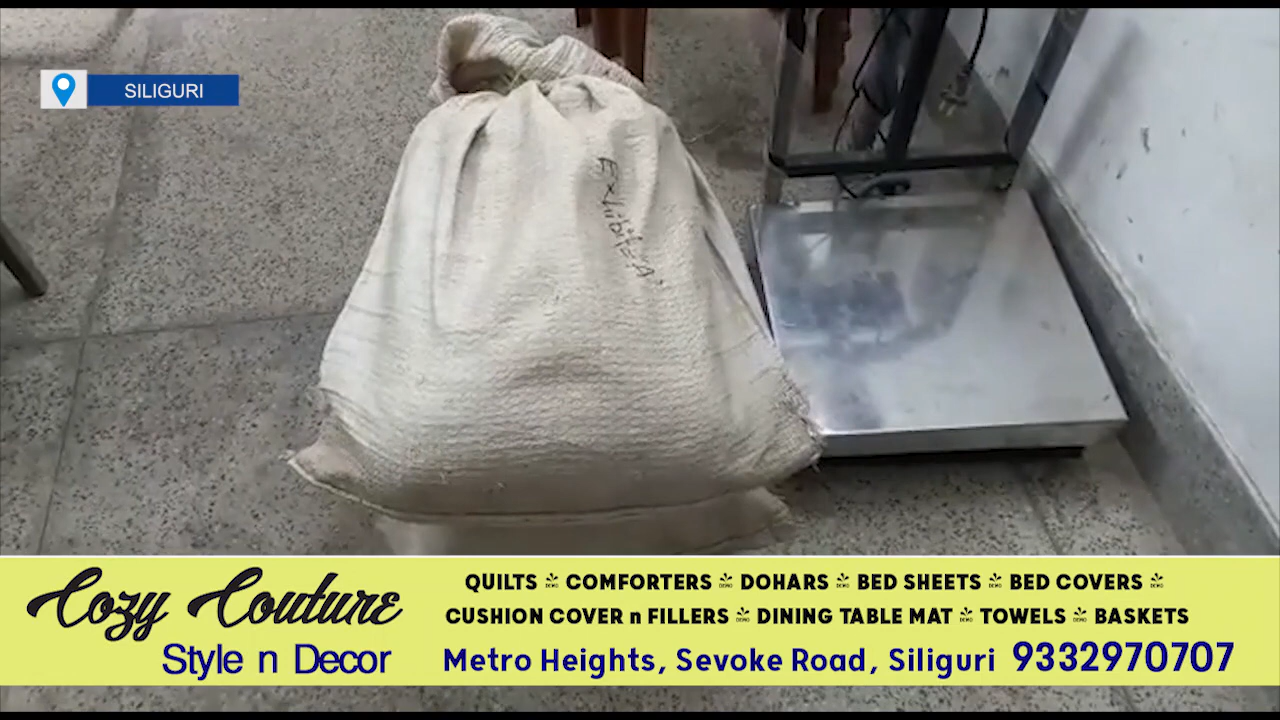 SILIGURI
Exhibit-A
Cozy Couture
Style n Decor
QUILTS COMFORTERS DOHARS BED SHEETS BED COVERS
CUSHION COVER n FILLERS DINING TABLE MAT TOWELS BASKETS
Metro Heights, Sevoke Road, Siliguri 9332970707